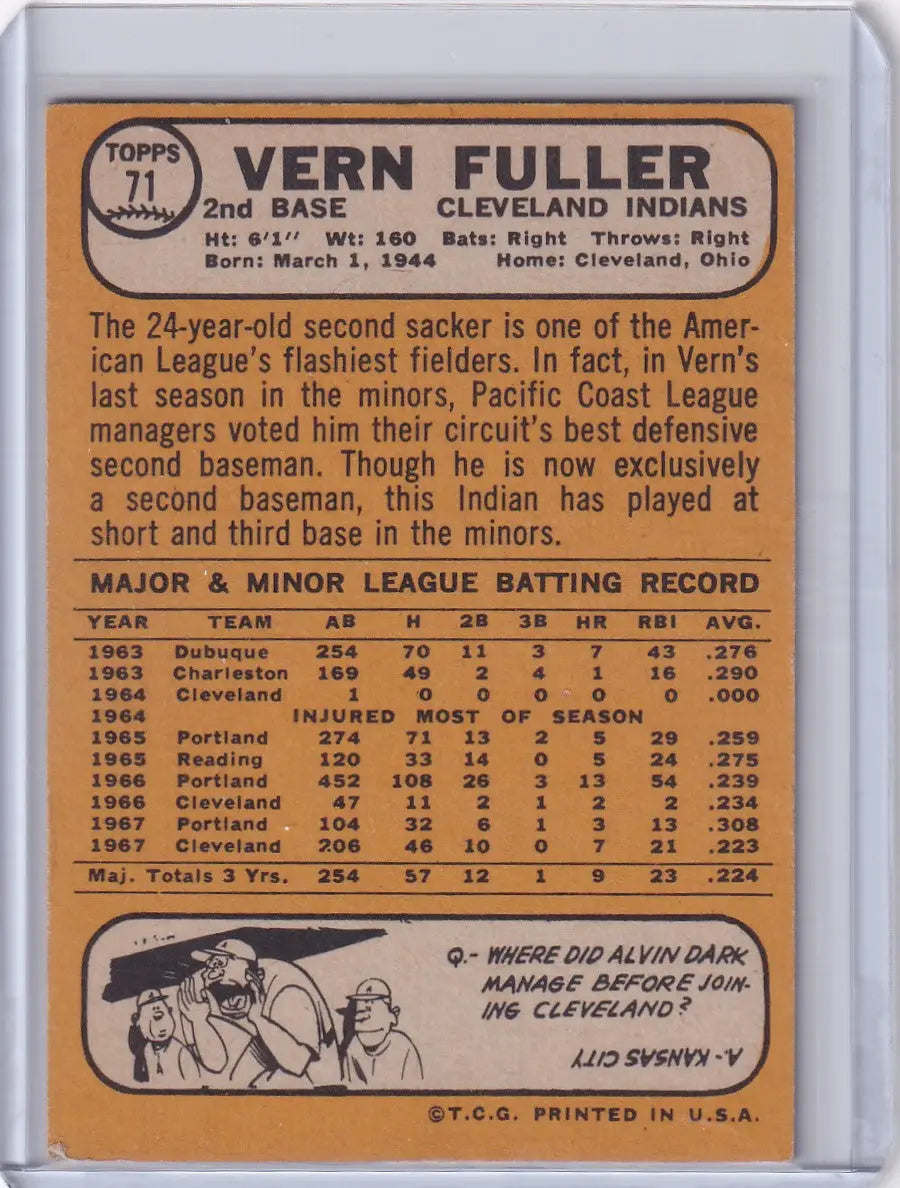 TOPPS
71
VERN FULLER
2nd BASE CLEVELAND INDIANS
Ht: 6'1" Wt: 160 Bats: Right Throws: Right
Born: March 1, 1944 Home: Cleveland, Ohio
The 24-year-old second sacker is one of the Amer-
ican League's flashiest fielders. In fact, in Vern's
last season in the minors, Pacific Coast League
managers voted him their circuit's best defensive
second baseman. Though he is now exclusively
a second baseman, this Indian has played at
short and third base in the minors.
MAJOR & MINOR LEAGUE BATTING RECORD
YEAR TEAM AB H 2B 3B HR RBI AVG.
1963 Dubuque 254 70 11 3 7 43 .276
1963 Charleston 169 49 2 4 1 16 .290
1964 Cleveland 1 0 0 0 0 0 .000
1964 INJURED MOST OF SEASON
1965 Portland 274 71 13 2 5 29 .259
1965 Reading 120 33 14 0 5 24 .275
1966 Portland 452 108 26 3 13 54 .239
1966 Cleveland 47 11 2 1 2 2 .234
1967 Portland 104 32 6 1 3 13 .308
1967 Cleveland 206 46 10 0 7 21 .223
Maj. Totals 3 Yrs. 254 57 12 1 9 23 .224
Q.- WHERE DID ALVIN DARK
MANAGE BEFORE JOIN-
ING CLEVELAND?
A- KANSAS CITY
©T.C.G. PRINTED IN U.S.A.